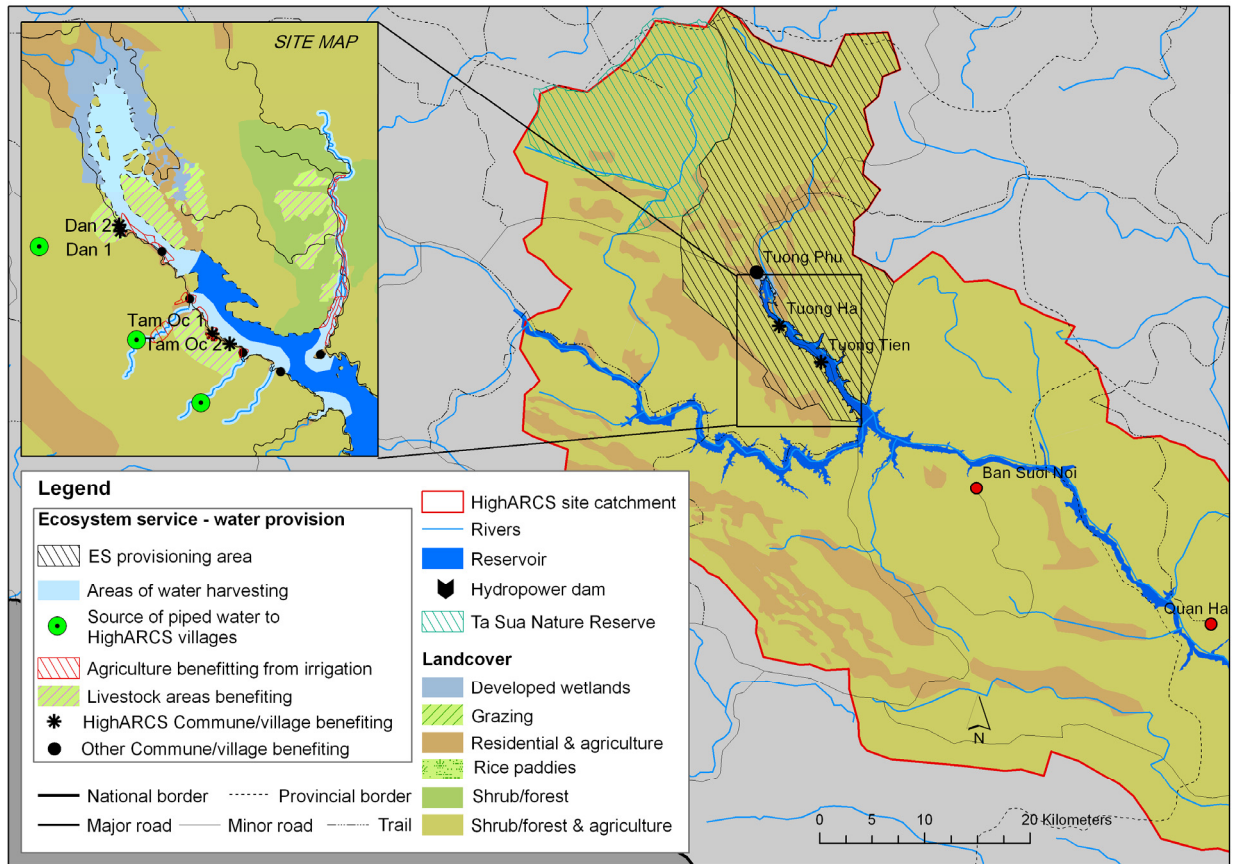 SITE MAP
Dan 2
Dan 1
Tam Oc 1
Tam Oc 2
Tuong Phu
Tuong Ha
Tuong Tien
Ban Suoi Noi
Quan Ha
N
0 5 10 20 Kilometers
Legend
Ecosystem service - water provision
ES provisioning area
Areas of water harvesting
Source of piped water to
HighARCS villages
Agriculture benefitting from irrigation
Livestock areas benefiting
HighARCS Commune/village benefiting
Other Commune/village benefiting
National border
Provincial border
Major road
Minor road
Trail
HighARCS site catchment
Rivers
Reservoir
Hydropower dam
Ta Sua Nature Reserve
Landcover
Developed wetlands
Grazing
Residential & agriculture
Rice paddies
Shrub/forest
Shrub/forest & agriculture